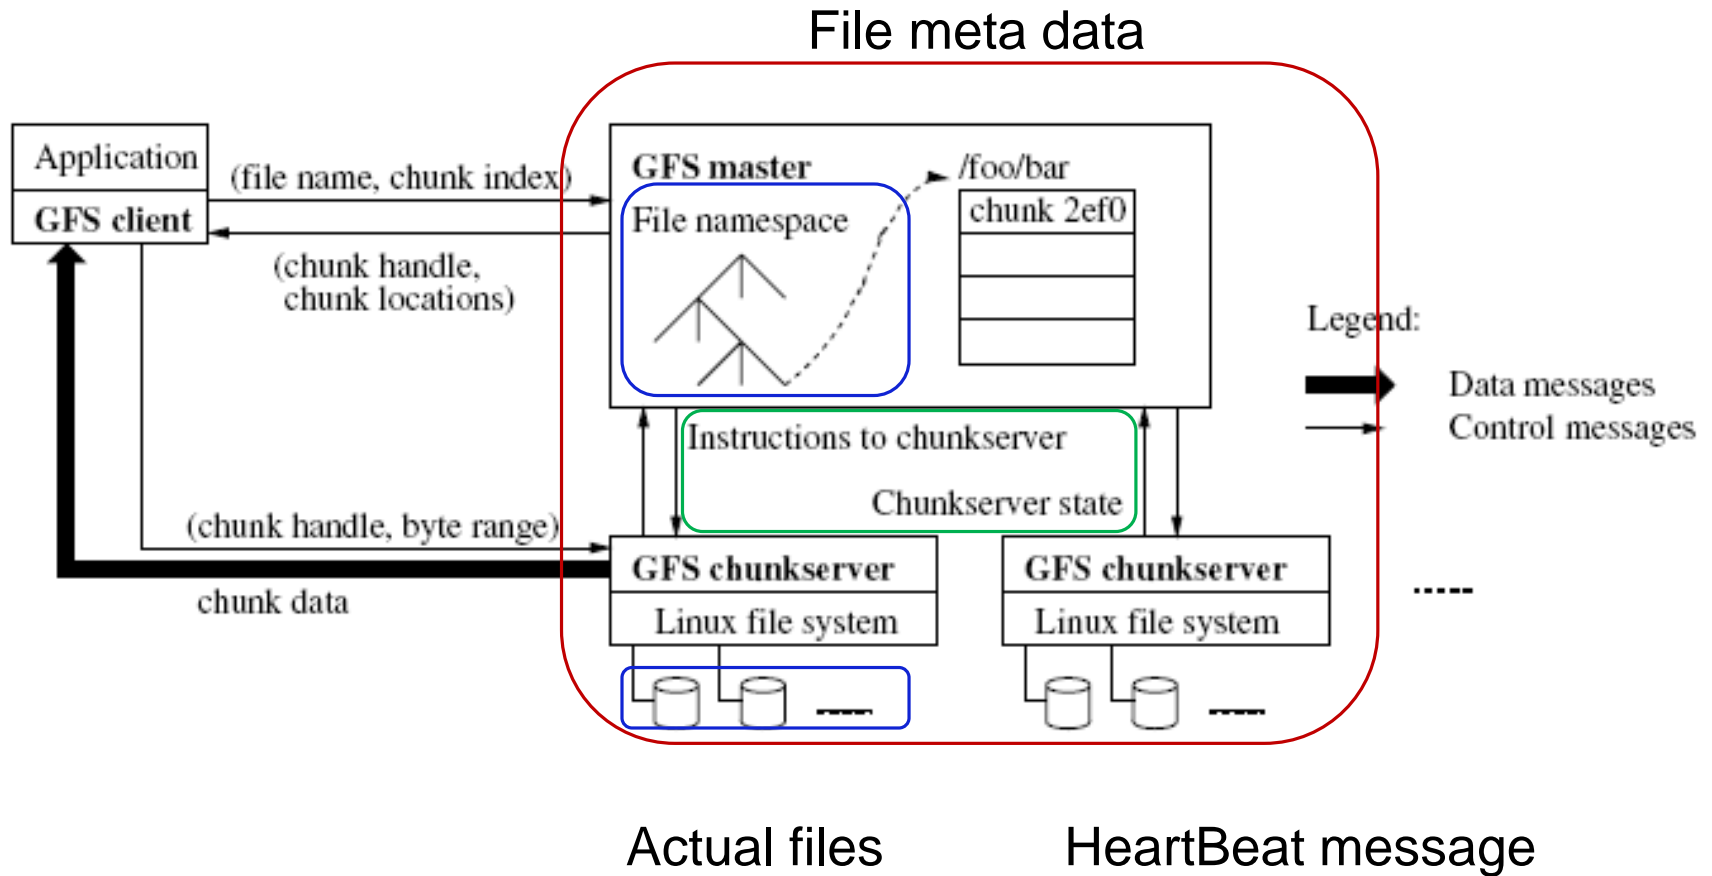 File meta data
Application
GFS client
(file name, chunk index)
(chunk handle,
chunk locations)
GFS master
File namespace
/foo/bar
chunk 2ef0
Legend:
Data messages
Control messages
Instructions to chunkserver
Chunkserver state
(chunk handle, byte range)
chunk data
GFS chunkserver
Linux file system
GFS chunkserver
Linux file system
Actual files
HeartBeat message